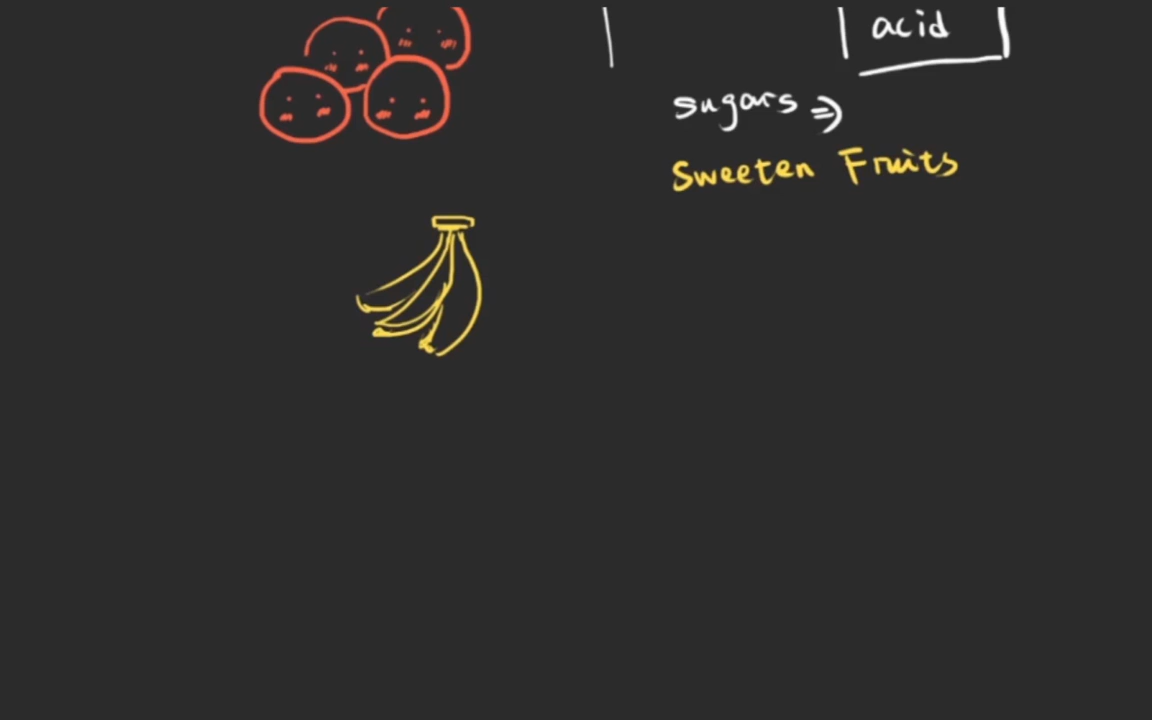 acid
sugars ⇒
Sweeten Fruits